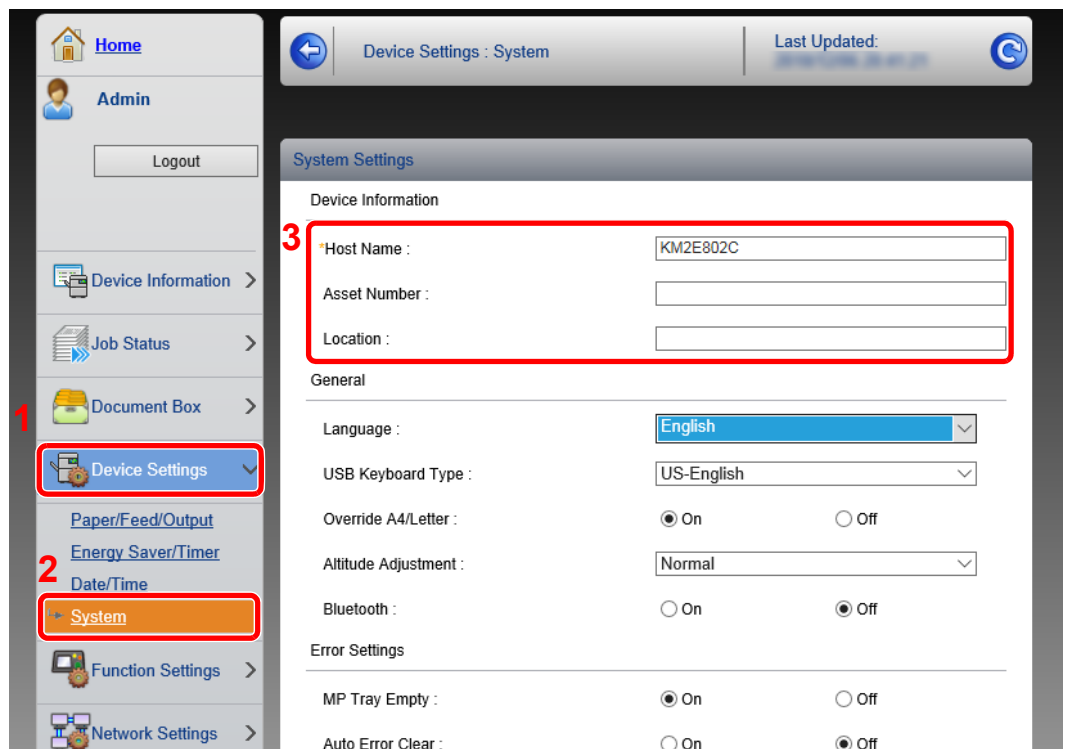 Home
Admin
Logout
Device Information
Job Status
1
Document Box
Device Settings
Paper/Feed/Output
Energy Saver/Timer
2
Date/Time
System
Function Settings
Network Settings
Device Settings : System
Last Updated:
System Settings
Device Information
3
*Host Name : KM2E802C
Asset Number :
Location :
General
Language : English
USB Keyboard Type : US-English
Override A4/Letter : On Off
Altitude Adjustment : Normal
Bluetooth : On Off
Error Settings
MP Tray Empty : On Off
Auto Error Clear : On Off